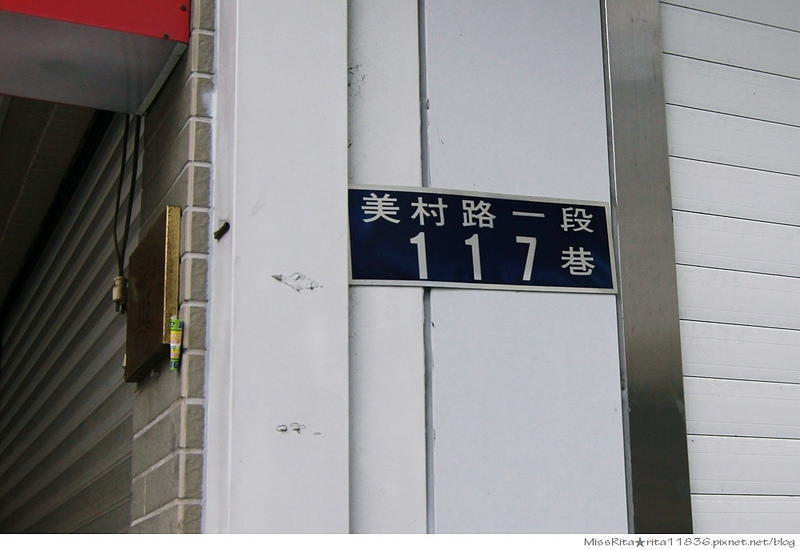 美村路一段
117巷
MissRita★rita11836.pixnet.net/blog